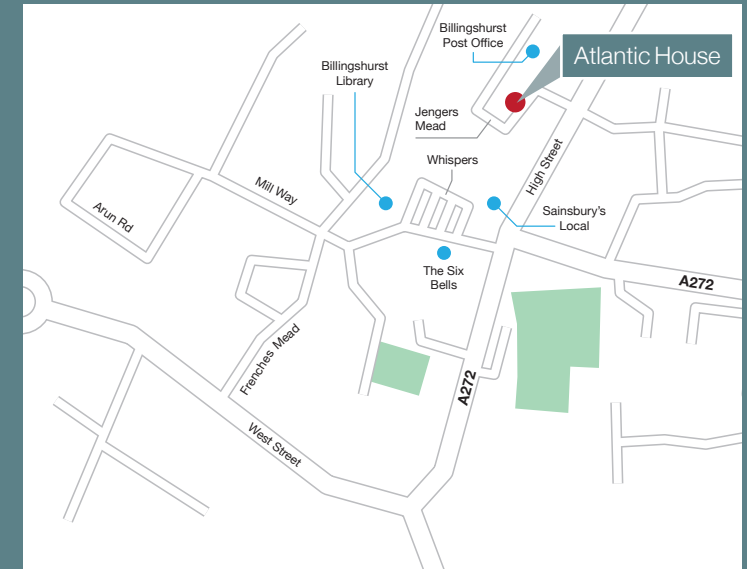 Billingshurst
Post Office
Atlantic House
Billingshurst
Library
Jengers
Mead
Whispers
High Street
Mill Way
Arun Rd
Sainsbury's
Local
The Six
Bells
A272
Frenches Mead
A272
West Street